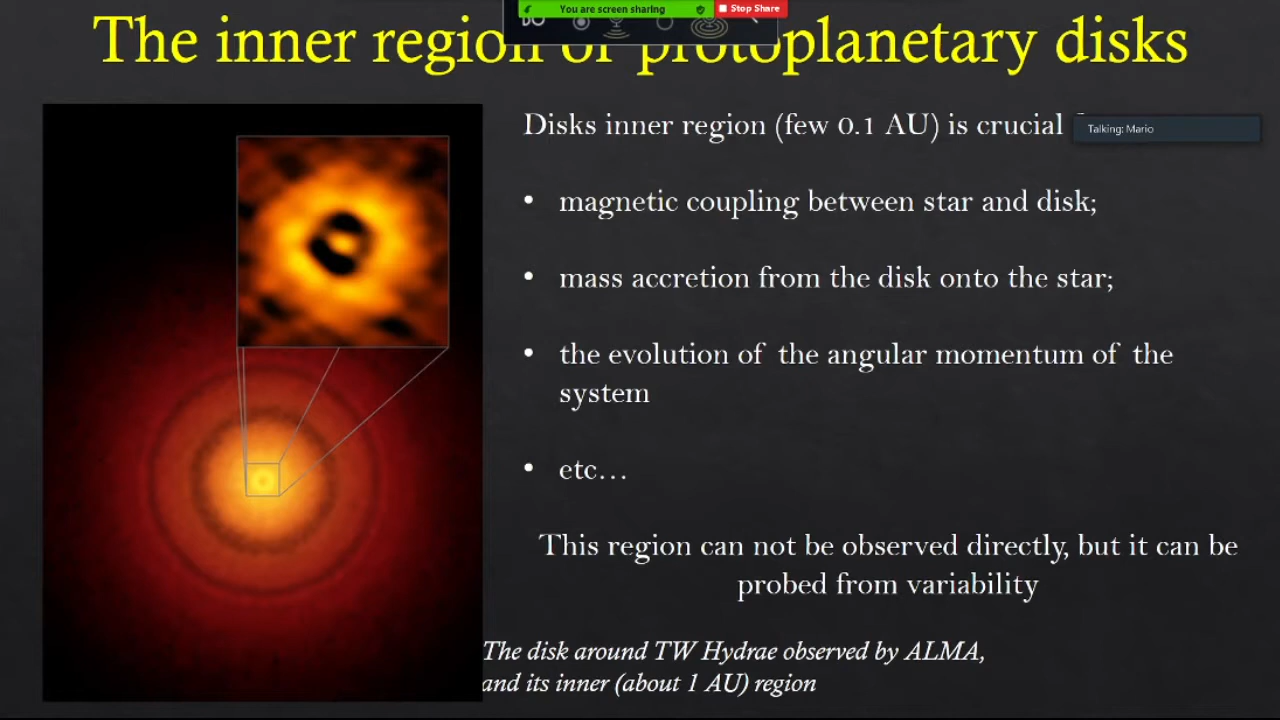 You are screen sharing
Stop Share
The inner region of protoplanetary disks
Disks inner region (few 0.1 AU) is crucial
Talking: Mario
• magnetic coupling between star and disk;
• mass accretion from the disk onto the star;
• the evolution of the angular momentum of the
system
• etc…
This region can not be observed directly, but it can be
probed from variability
The disk around TW Hydrae observed by ALMA,
and its inner (about 1 AU) region